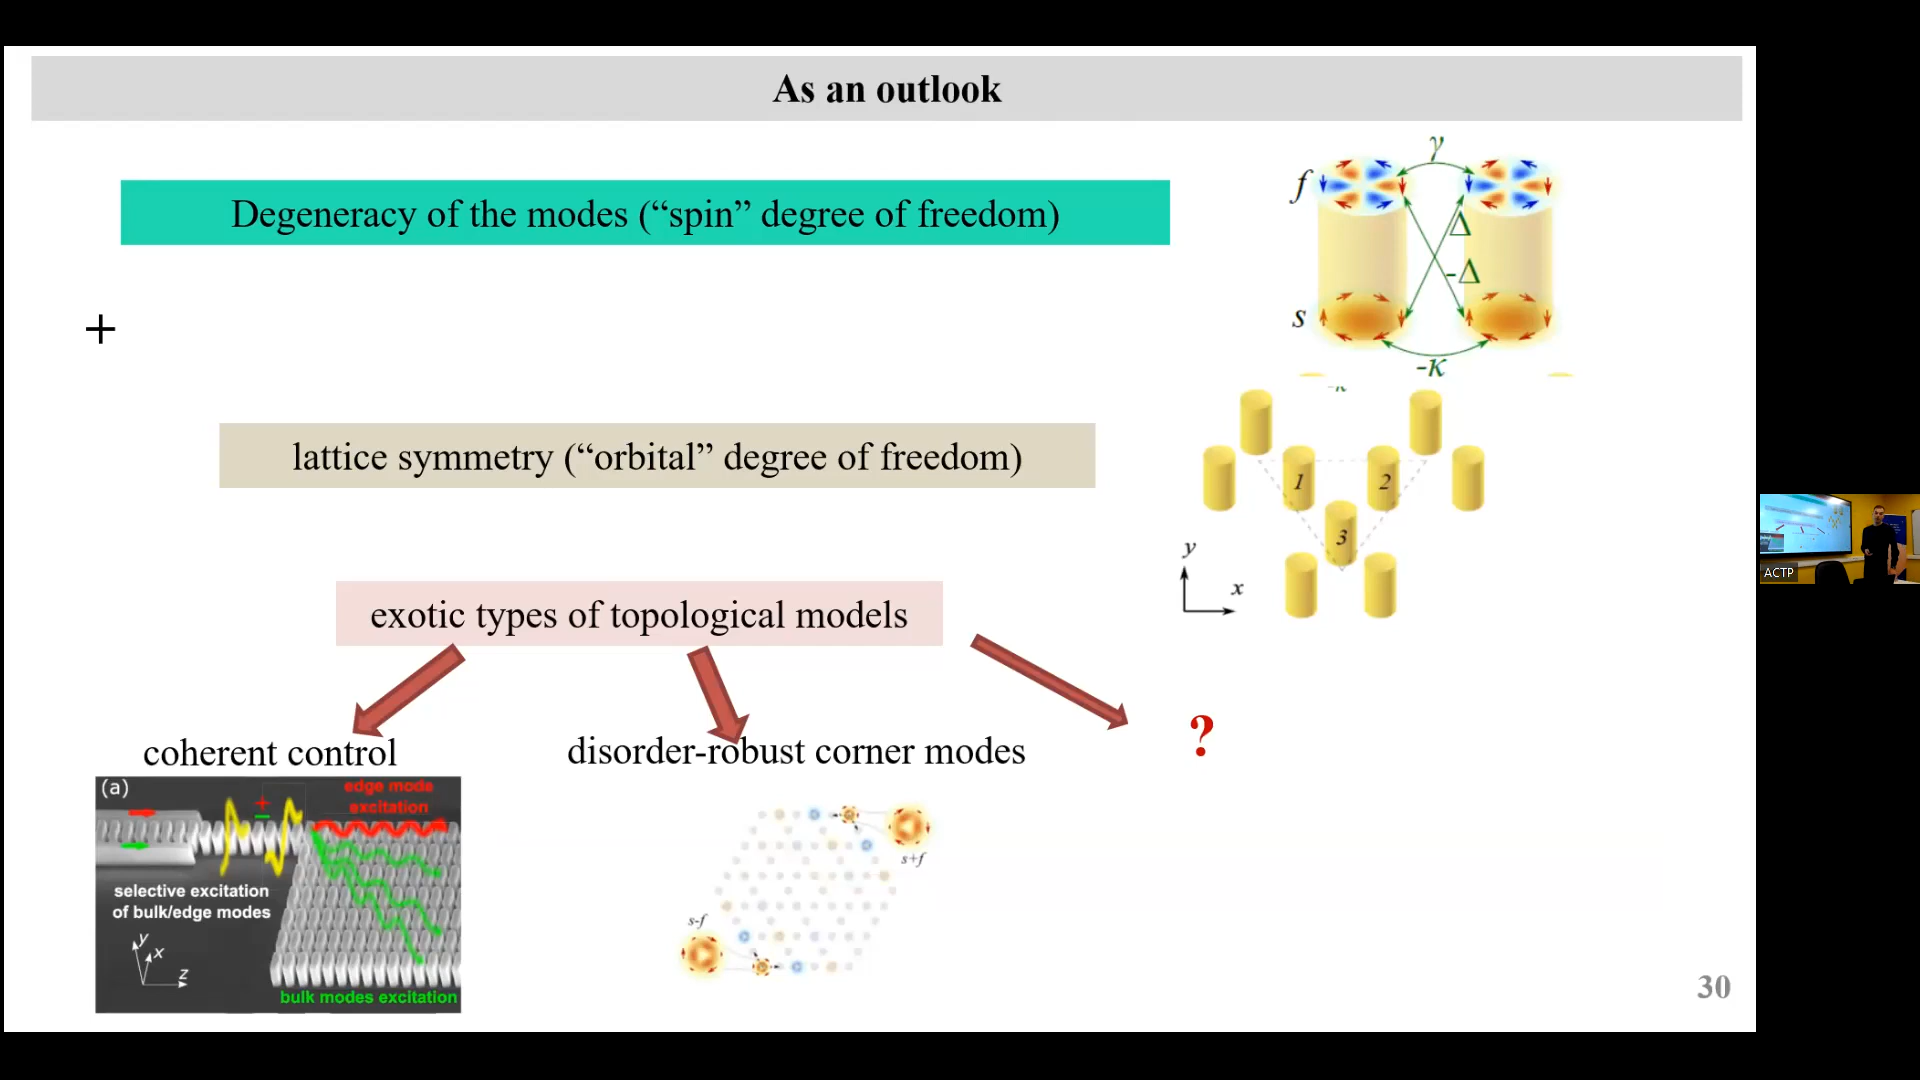 As an outlook
γ
f
Degeneracy of the modes (“spin” degree of freedom)
Δ
-Δ
s
+
-κ
-κ
lattice symmetry (“orbital” degree of freedom)
1
2
3
y
x
ACTP
exotic types of topological models
?
coherent control
disorder-robust corner modes
(a)
+
edge mode
excitation
selective excitation
of bulk/edge modes
y
x
z
bulk modes excitation
s+f
s-f
30